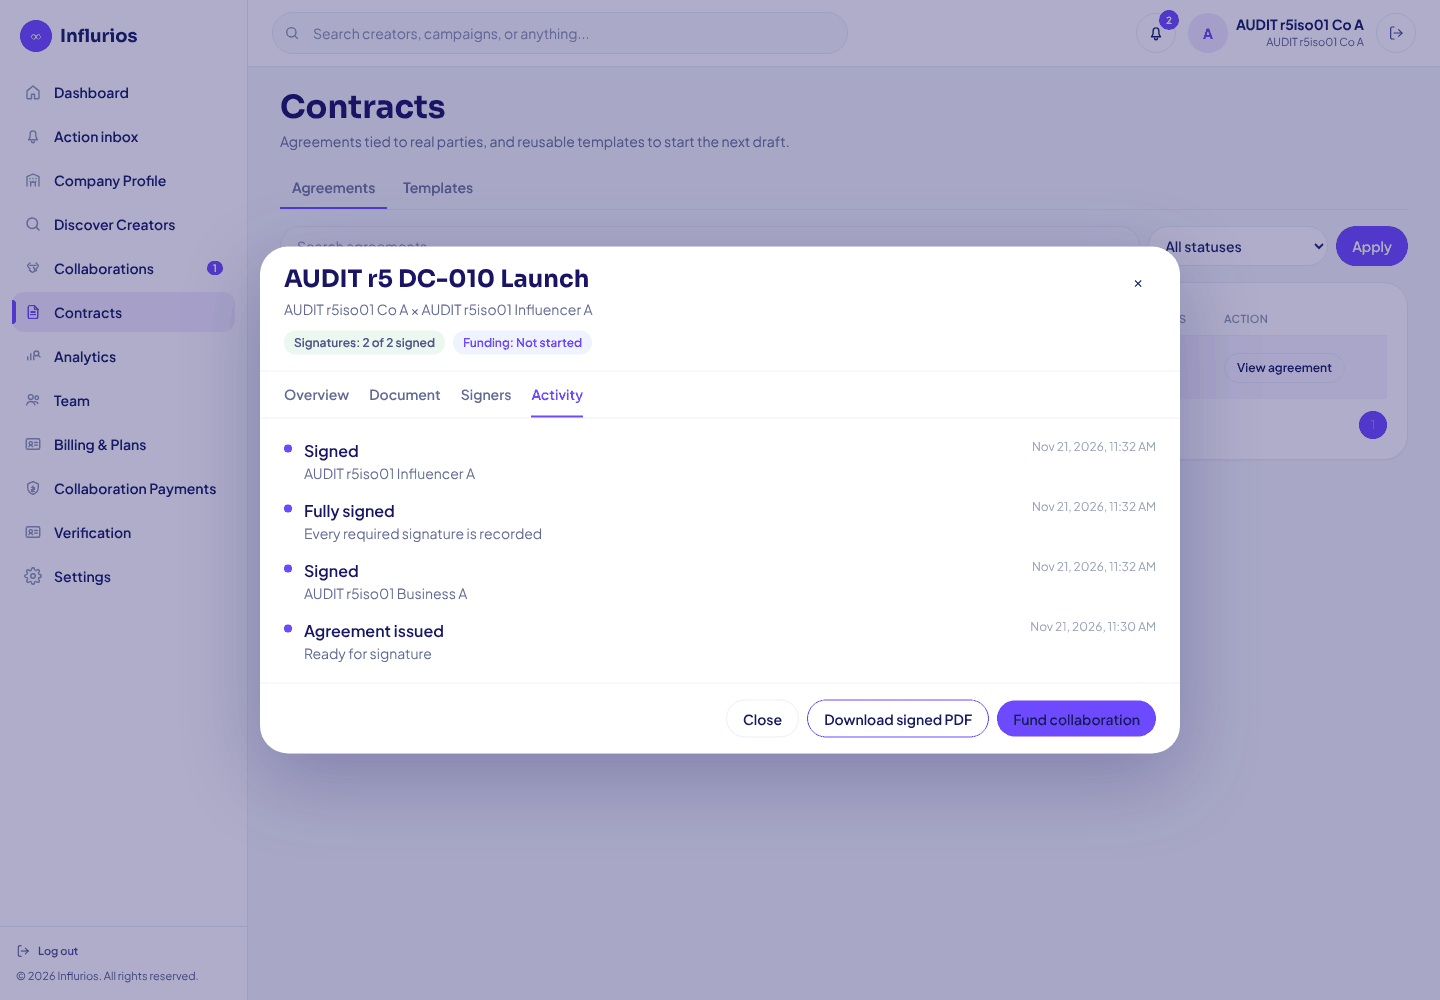 Influrios
Dashboard
Action inbox
Company Profile
Discover Creators
Collaborations
1
Contracts
Analytics
Team
Billing & Plans
Collaboration Payments
Verification
Settings
Log out
© 2026 Influrios. All rights reserved.
Search creators, campaigns, or anything...
2
A
AUDIT r5iso01 Co A
AUDIT r5iso01 Co A
Contracts
Agreements tied to real parties, and reusable templates to start the next draft.
Agreements
Templates
Search agreements
All statuses
Apply
S
ACTION
View agreement
1
AUDIT r5 DC-010 Launch
×
AUDIT r5iso01 Co A × AUDIT r5iso01 Influencer A
Signatures: 2 of 2 signed
Funding: Not started
Overview
Document
Signers
Activity
Signed
Nov 21, 2026, 11:32 AM
AUDIT r5iso01 Influencer A
Fully signed
Nov 21, 2026, 11:32 AM
Every required signature is recorded
Signed
Nov 21, 2026, 11:32 AM
AUDIT r5iso01 Business A
Agreement issued
Nov 21, 2026, 11:30 AM
Ready for signature
Close
Download signed PDF
Fund collaboration